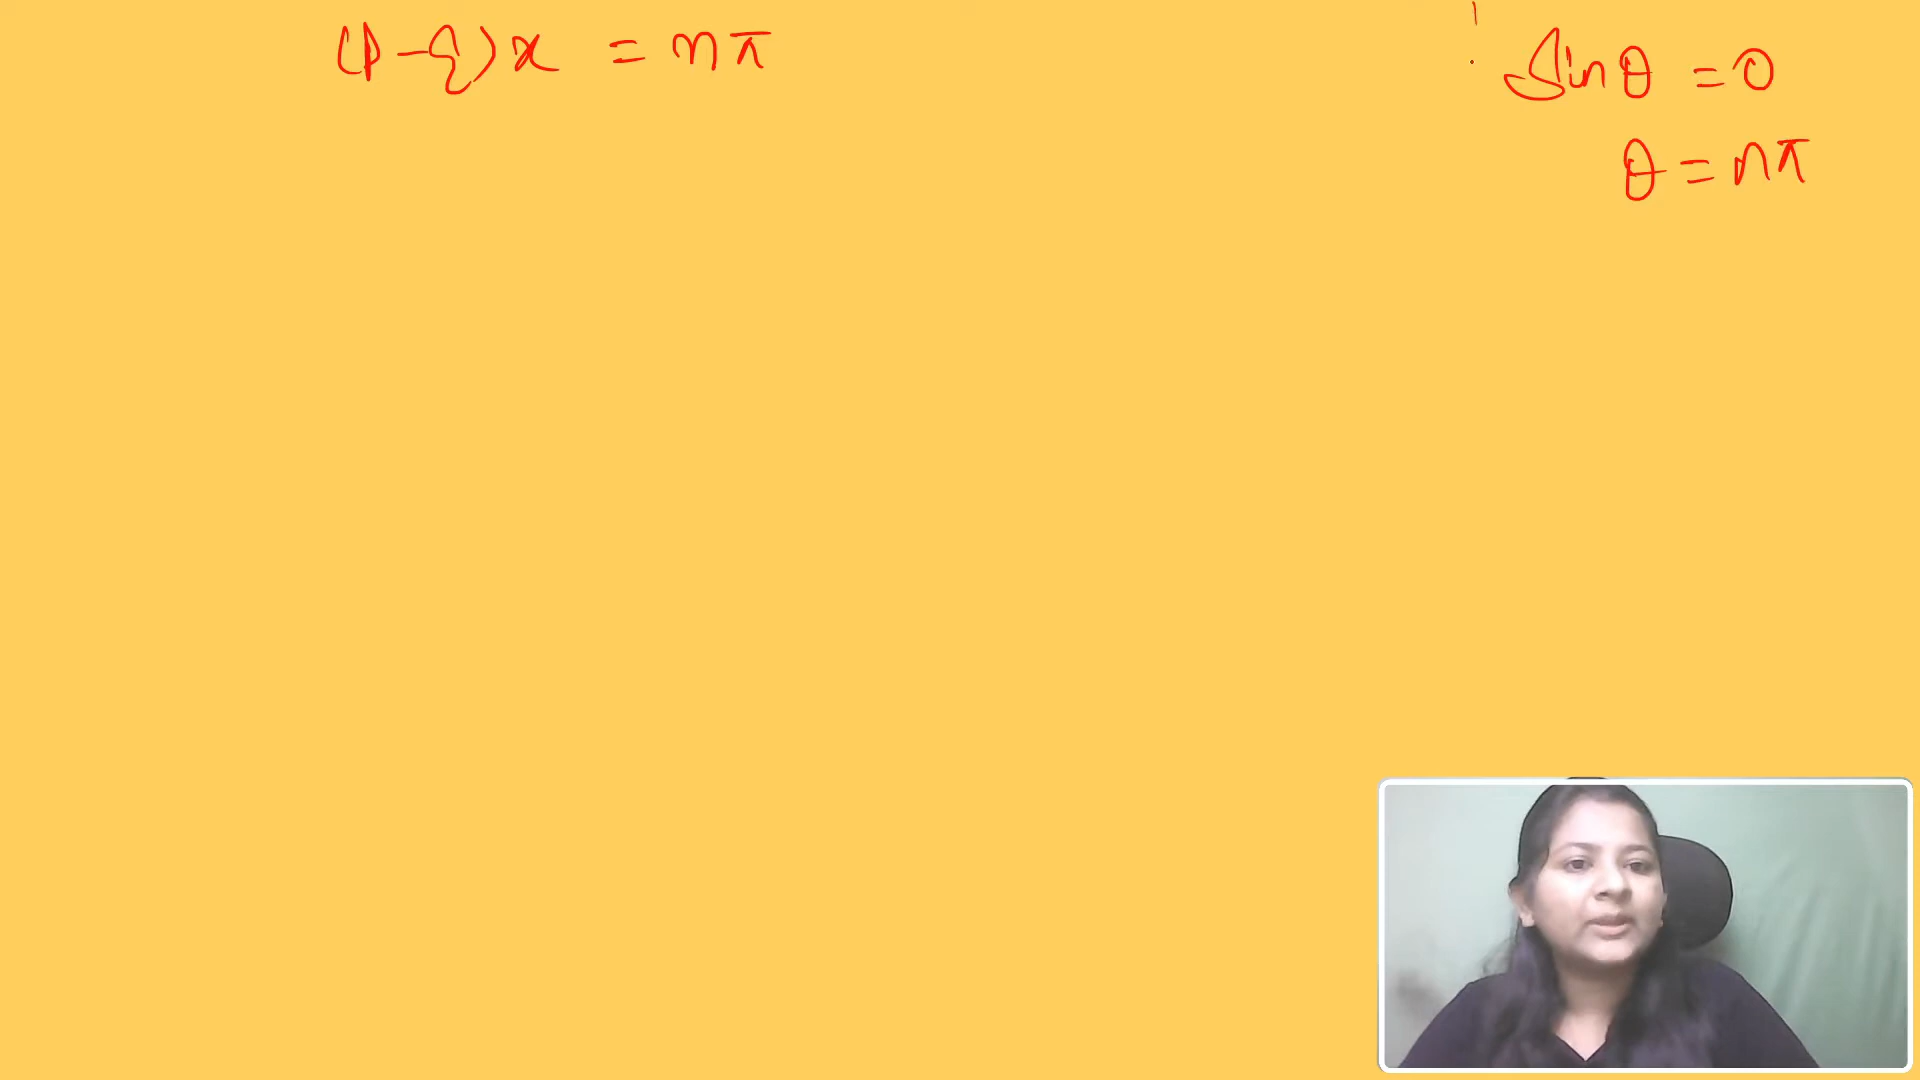 (p-q)x = nπ
sinθ = 0
θ = nπ